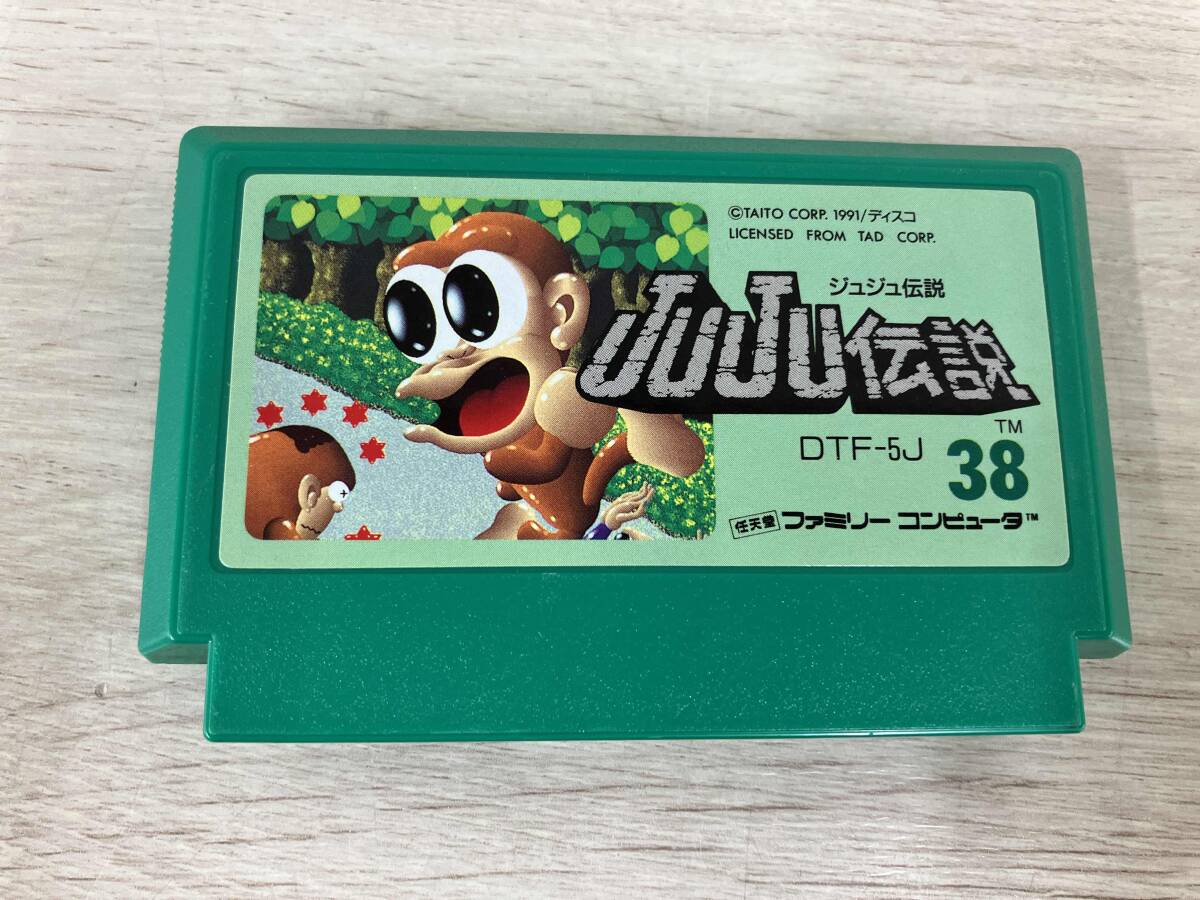 ©TAITO CORP. 1991/ディスコ
LICENSED FROM TAD CORP.
ジュジュ伝説
JUJU伝説
TM
DTF-5J 38
任天堂 ファミリー コンピュータ™